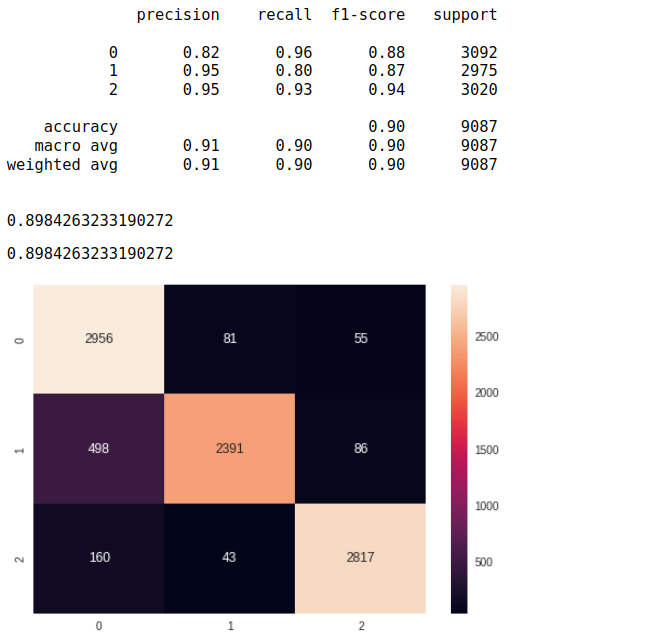 precision recall f1-score support
0 0.82 0.96 0.88 3092
1 0.95 0.80 0.87 2975
2 0.95 0.93 0.94 3020
accuracy 0.90 9087
macro avg 0.91 0.90 0.90 9087
weighted avg 0.91 0.90 0.90 9087
0.8984263233190272
0.8984263233190272
0 2956 81 55
1 498 2391 86
2 160 43 2817
0 1 2
2500
2000
1500
1000
500